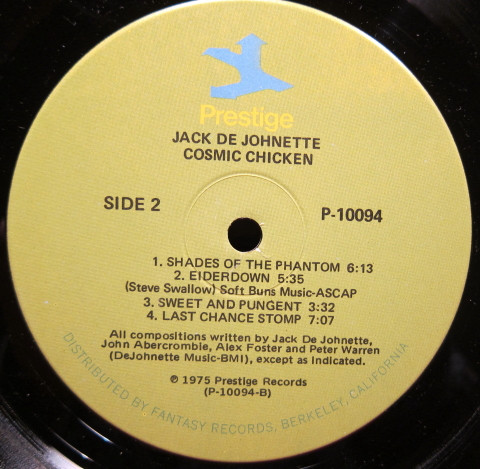 Prestige
JACK DE JOHNETTE
COSMIC CHICKEN
SIDE 2
P-10094
1. SHADES OF THE PHANTOM 6:13
2. EIDERDOWN 5:35
(Steve Swallow) Soft Buns Music-ASCAP
3. SWEET AND PUNGENT 3:32
4. LAST CHANCE STOMP 7:07
All compositions written by Jack De Johnette,
John Abercrombie, Alex Foster and Peter Warren
(DeJohnette Music-BMI), except as indicated.
℗ 1975 Prestige Records
(P-10094-B)
DISTRIBUTED BY FANTASY RECORDS, BERKELEY, CALIFORNIA